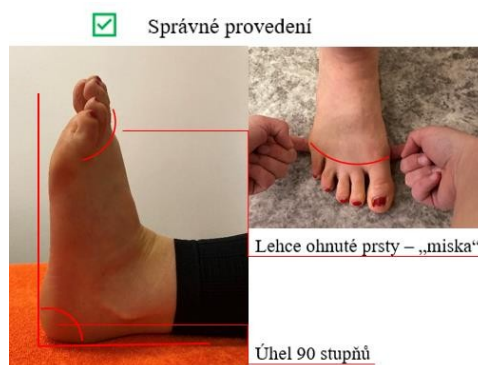 Správné provedení
Lehce ohnuté prsty – „miska“
Úhel 90 stupňů